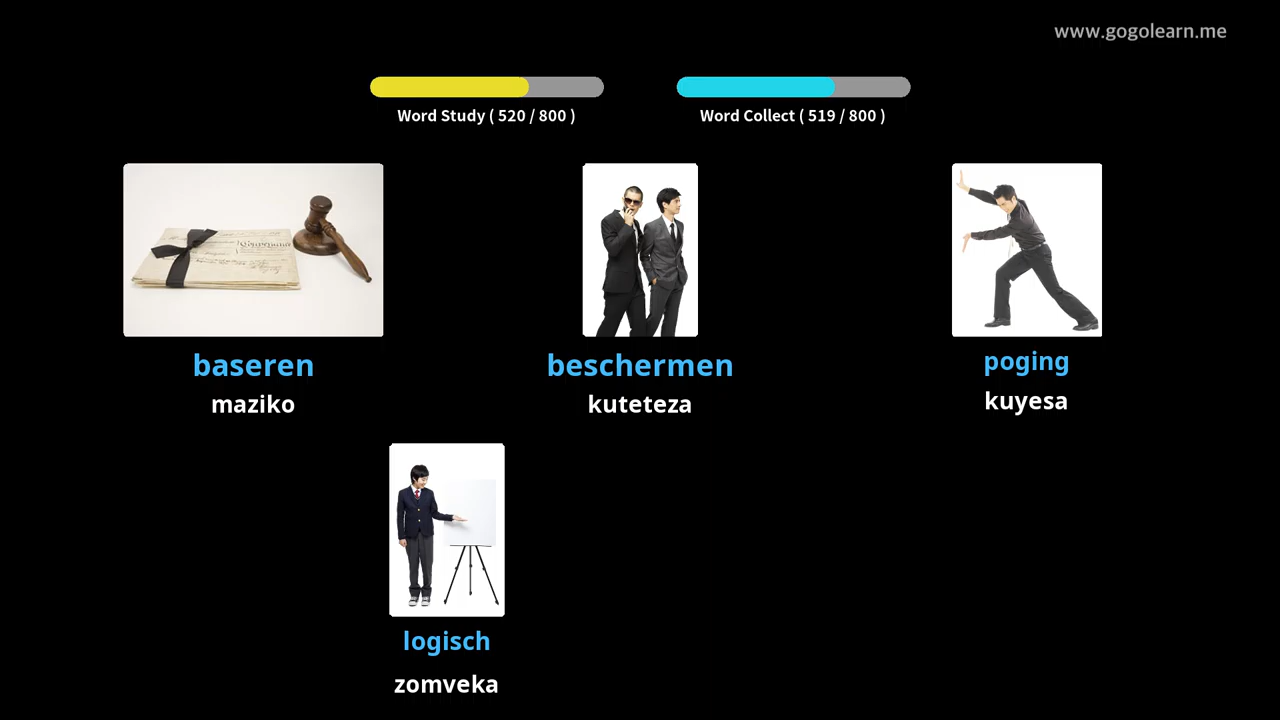 www.gogolearn.me
Word Study ( 520 / 800 )
Word Collect ( 519 / 800 )
baseren
maziko
beschermen
kuteteza
poging
kuyesa
logisch
zomveka